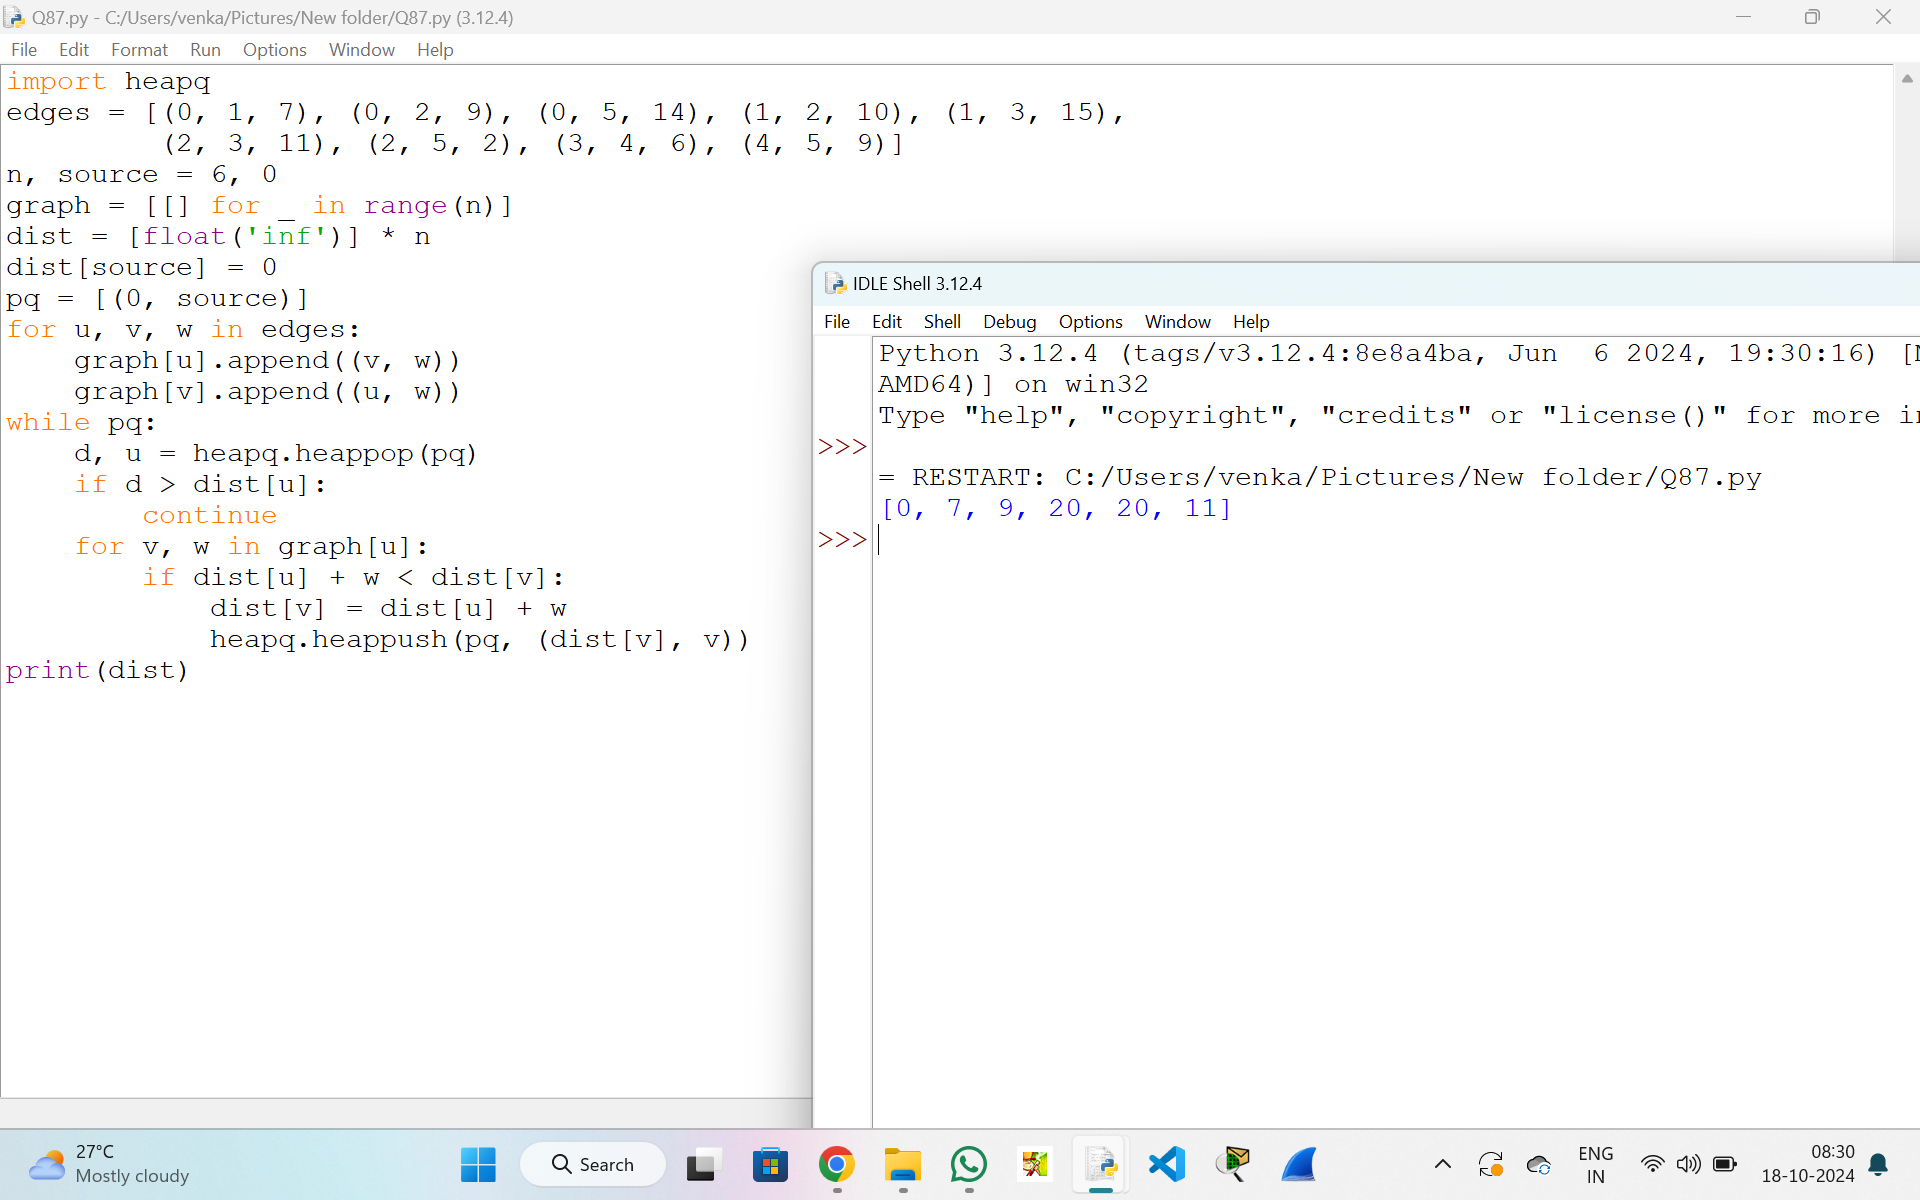 Q87.py - C:/Users/venka/Pictures/New folder/Q87.py (3.12.4)
File Edit Format Run Options Window Help
import heapq
edges = [(0, 1, 7), (0, 2, 9), (0, 5, 14), (1, 2, 10), (1, 3, 15),
         (2, 3, 11), (2, 5, 2), (3, 4, 6), (4, 5, 9)]
n, source = 6, 0
graph = [[] for _ in range(n)]
dist = [float('inf')] * n
dist[source] = 0
pq = [(0, source)]
for u, v, w in edges:
    graph[u].append((v, w))
    graph[v].append((u, w))
while pq:
    d, u = heapq.heappop(pq)
    if d > dist[u]:
        continue
    for v, w in graph[u]:
        if dist[u] + w < dist[v]:
            dist[v] = dist[u] + w
            heapq.heappush(pq, (dist[v], v))
print(dist)
IDLE Shell 3.12.4
File Edit Shell Debug Options Window Help
Python 3.12.4 (tags/v3.12.4:8e8a4ba, Jun  6 2024, 19:30:16) [
AMD64)] on win32
Type "help", "copyright", "credits" or "license()" for more
>>>
= RESTART: C:/Users/venka/Pictures/New folder/Q87.py
[0, 7, 9, 20, 20, 11]
>>>
27°C
Mostly cloudy
Search
ENG
IN
08:30
18-10-2024